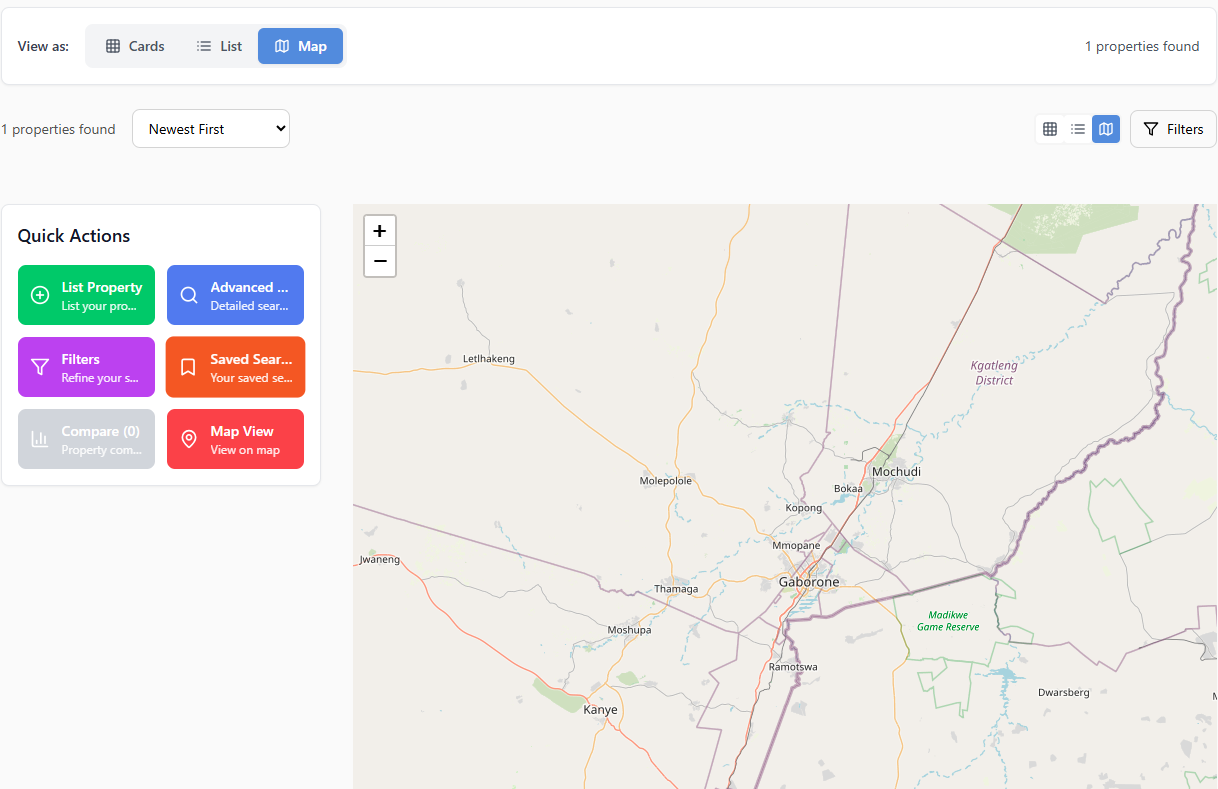 View as:
Cards
List
Map
1 properties found
1 properties found
Newest First
Filters
Quick Actions
List Property
List your pro...
Advanced ...
Detailed sear...
Filters
Refine your s...
Saved Sear...
Your saved se...
Compare (0)
Property com...
Map View
View on map
+
−
Letlhakeng
Kgatleng
District
Molepolole
Mochudi
Bokaa
Kopong
Mmopane
Jwaneng
Gaborone
Thamaga
Madikwe
Game Reserve
Moshupa
Ramotswa
Dwarsberg
Kanye